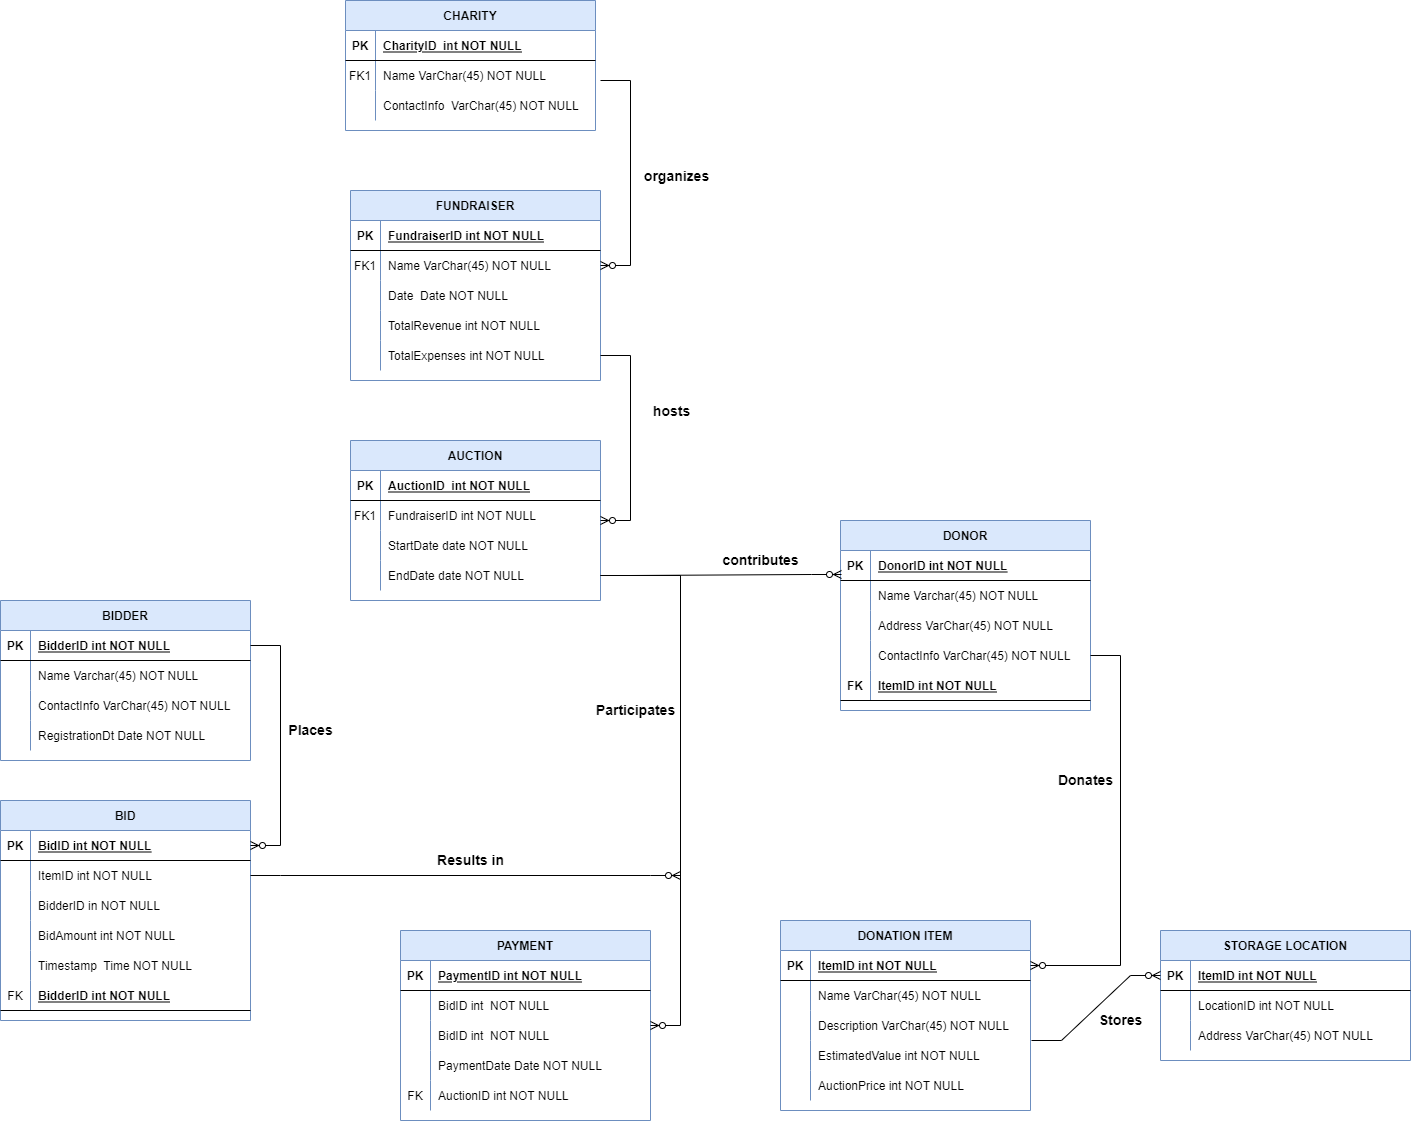 CHARITY
PK CharityID  int NOT NULL
FK1 Name VarChar(45) NOT NULL
ContactInfo  VarChar(45) NOT NULL
organizes
FUNDRAISER
PK FundraiserID int NOT NULL
FK1 Name VarChar(45) NOT NULL
Date  Date NOT NULL
TotalRevenue int NOT NULL
TotalExpenses int NOT NULL
hosts
AUCTION
PK AuctionID  int NOT NULL
FK1 FundraiserID int NOT NULL
StartDate date NOT NULL
EndDate date NOT NULL
contributes
DONOR
PK DonorID int NOT NULL
Name Varchar(45) NOT NULL
Address VarChar(45) NOT NULL
ContactInfo VarChar(45) NOT NULL
FK ItemID int NOT NULL
BIDDER
PK BidderID int NOT NULL
Name Varchar(45) NOT NULL
ContactInfo VarChar(45) NOT NULL
RegistrationDt Date NOT NULL
Places
Participates
Donates
BID
PK BidID int NOT NULL
ItemID int NOT NULL
BidderID in NOT NULL
BidAmount int NOT NULL
Timestamp  Time NOT NULL
FK BidderID int NOT NULL
Results in
PAYMENT
PK PaymentID int NOT NULL
BidID int  NOT NULL
BidID int  NOT NULL
PaymentDate Date NOT NULL
FK AuctionID int NOT NULL
DONATION ITEM
PK ItemID int NOT NULL
Name VarChar(45) NOT NULL
Description VarChar(45) NOT NULL
EstimatedValue int NOT NULL
AuctionPrice int NOT NULL
Stores
STORAGE LOCATION
PK ItemID int NOT NULL
LocationID int NOT NULL
Address VarChar(45) NOT NULL